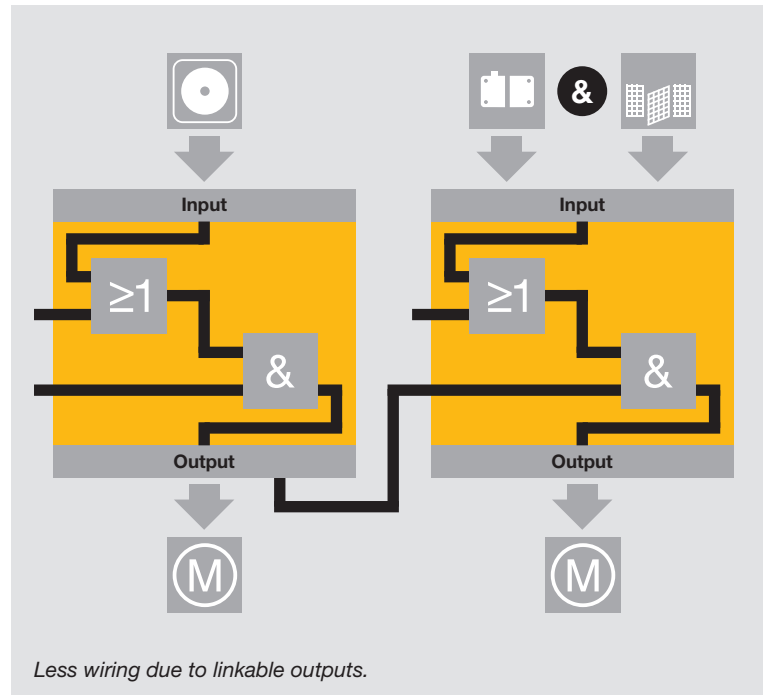 &
Input
Input
≥1
≥1
&
&
Output
Output
M
M
Less wiring due to linkable outputs.